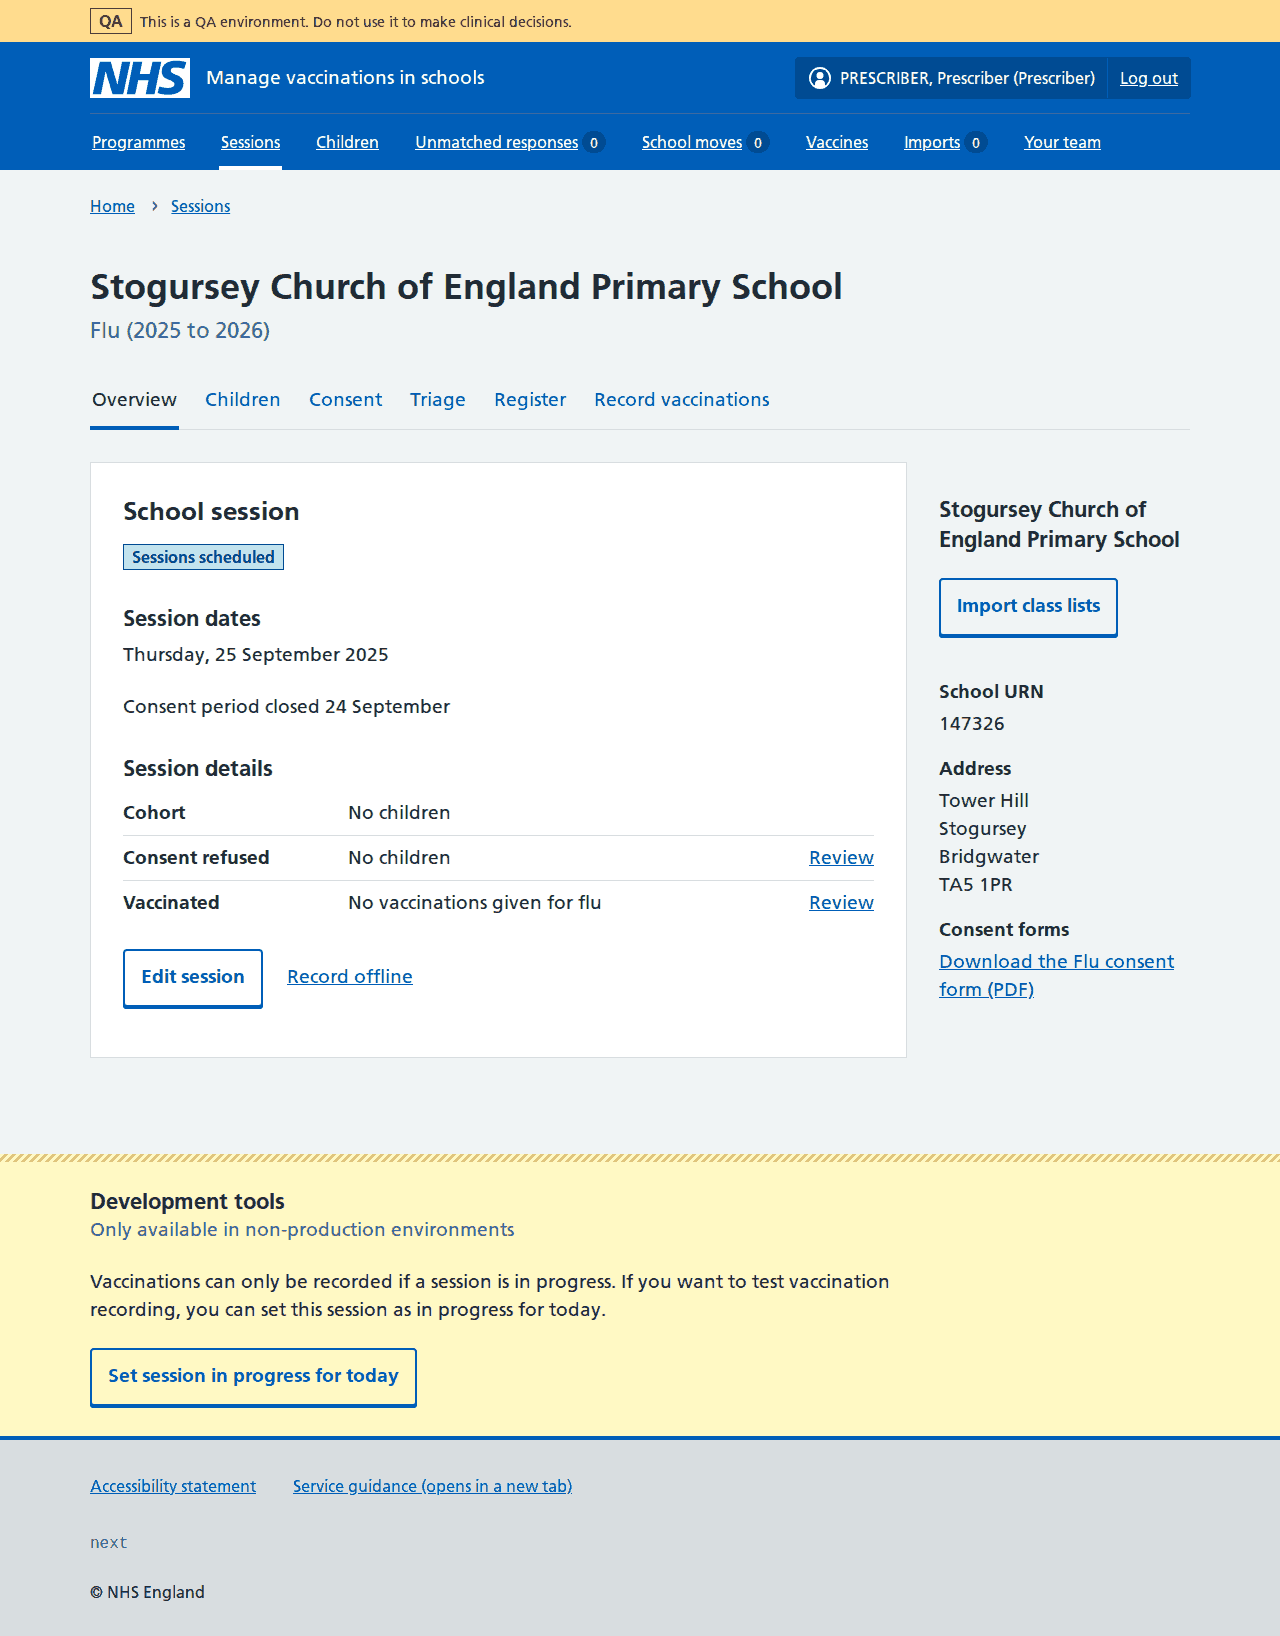 QA This is a QA environment. Do not use it to make clinical decisions.
NHS Manage vaccinations in schools PRESCRIBER, Prescriber (Prescriber) Log out
Programmes Sessions Children Unmatched responses 0 School moves 0 Vaccines Imports 0 Your team
Home › Sessions
Stogursey Church of England Primary School
Flu (2025 to 2026)
Overview Children Consent Triage Register Record vaccinations
School session
Sessions scheduled
Session dates
Thursday, 25 September 2025
Consent period closed 24 September
Session details
Cohort No children
Consent refused No children Review
Vaccinated No vaccinations given for flu Review
Edit session Record offline
Stogursey Church of
England Primary School
Import class lists
School URN
147326
Address
Tower Hill
Stogursey
Bridgwater
TA5 1PR
Consent forms
Download the Flu consent
form (PDF)
Development tools
Only available in non-production environments
Vaccinations can only be recorded if a session is in progress. If you want to test vaccination
recording, you can set this session as in progress for today.
Set session in progress for today
Accessibility statement Service guidance (opens in a new tab)
next
© NHS England